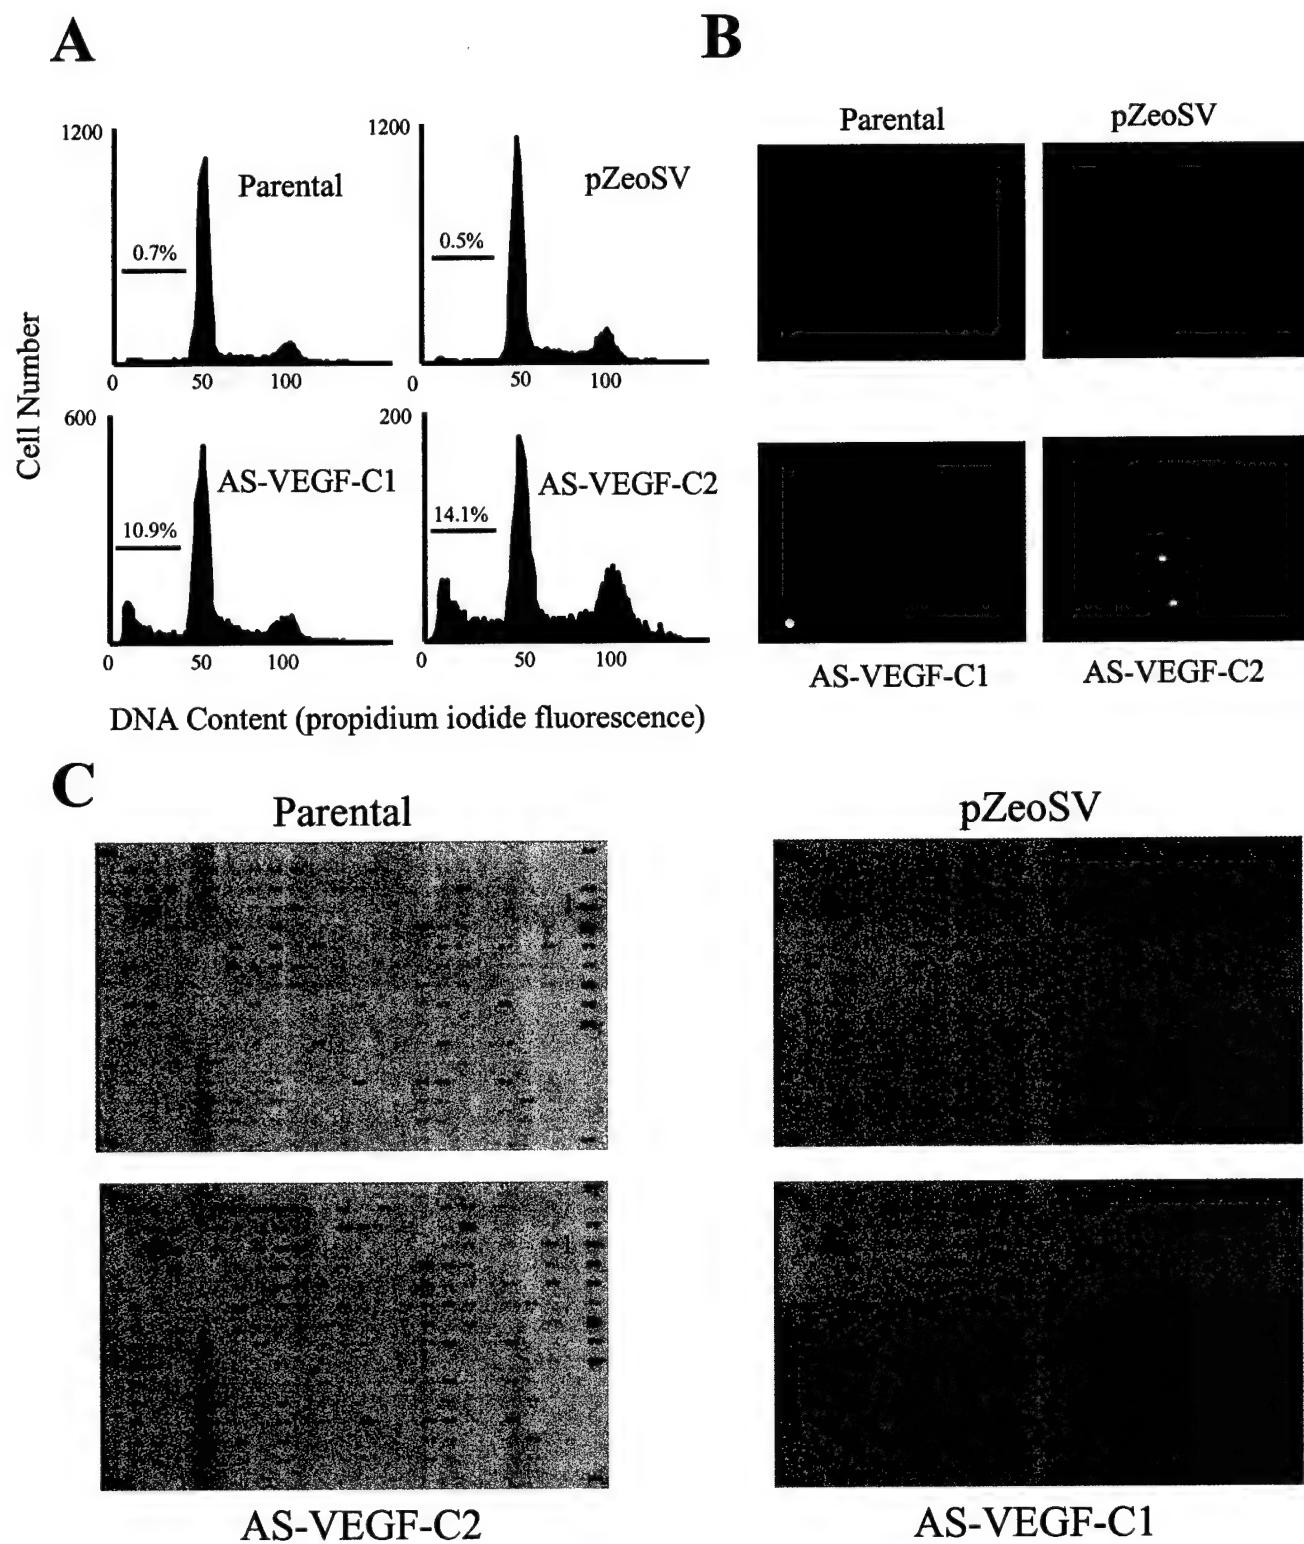 A
B
Parental
pZeoSV
1200
Parental
0.7%
0
50
100
1200
pZeoSV
0.5%
0
50
100
Cell Number
600
AS-VEGF-C1
10.9%
0
50
100
200
AS-VEGF-C2
14.1%
0
50
100
AS-VEGF-C1
AS-VEGF-C2
DNA Content (propidium iodide fluorescence)
C
Parental
pZeoSV
AS-VEGF-C2
AS-VEGF-C1